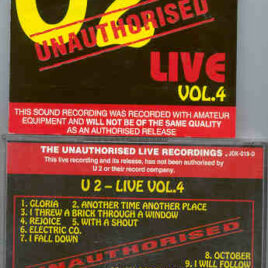 U2
UNAUTHORISED
LIVE
VOL.4
THIS SOUND RECORDING WAS RECORDED WITH AMATEUR
EQUIPMENT AND WILL NOT BE OF THE SAME QUALITY
AS AN AUTHORISED RELEASE
THE UNAUTHORISED LIVE RECORDINGS JOK-019-D
This live recording and its release, has not been authorised by
U2 or their record company.
U 2 – LIVE VOL.4
1. GLORIA 2. ANOTHER TIME ANOTHER PLACE
3. I THREW A BRICK THROUGH A WINDOW
4. REJOICE 5. WITH A SHOUT
6. ELECTRIC CO.
7. I FALL DOWN
8. OCTOBER
9. I WILL FOLLOW
UNAUTHORISED